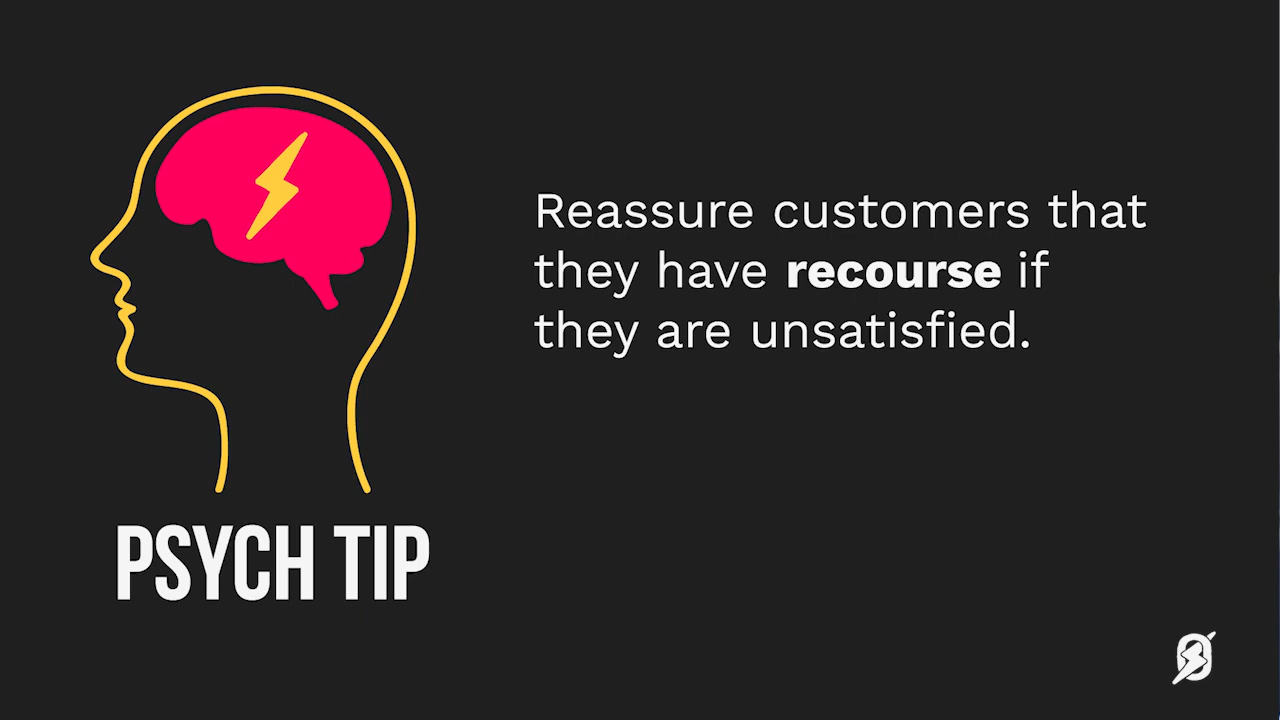 Reassure customers that
they have recourse if
they are unsatisfied.
PSYCH TIP